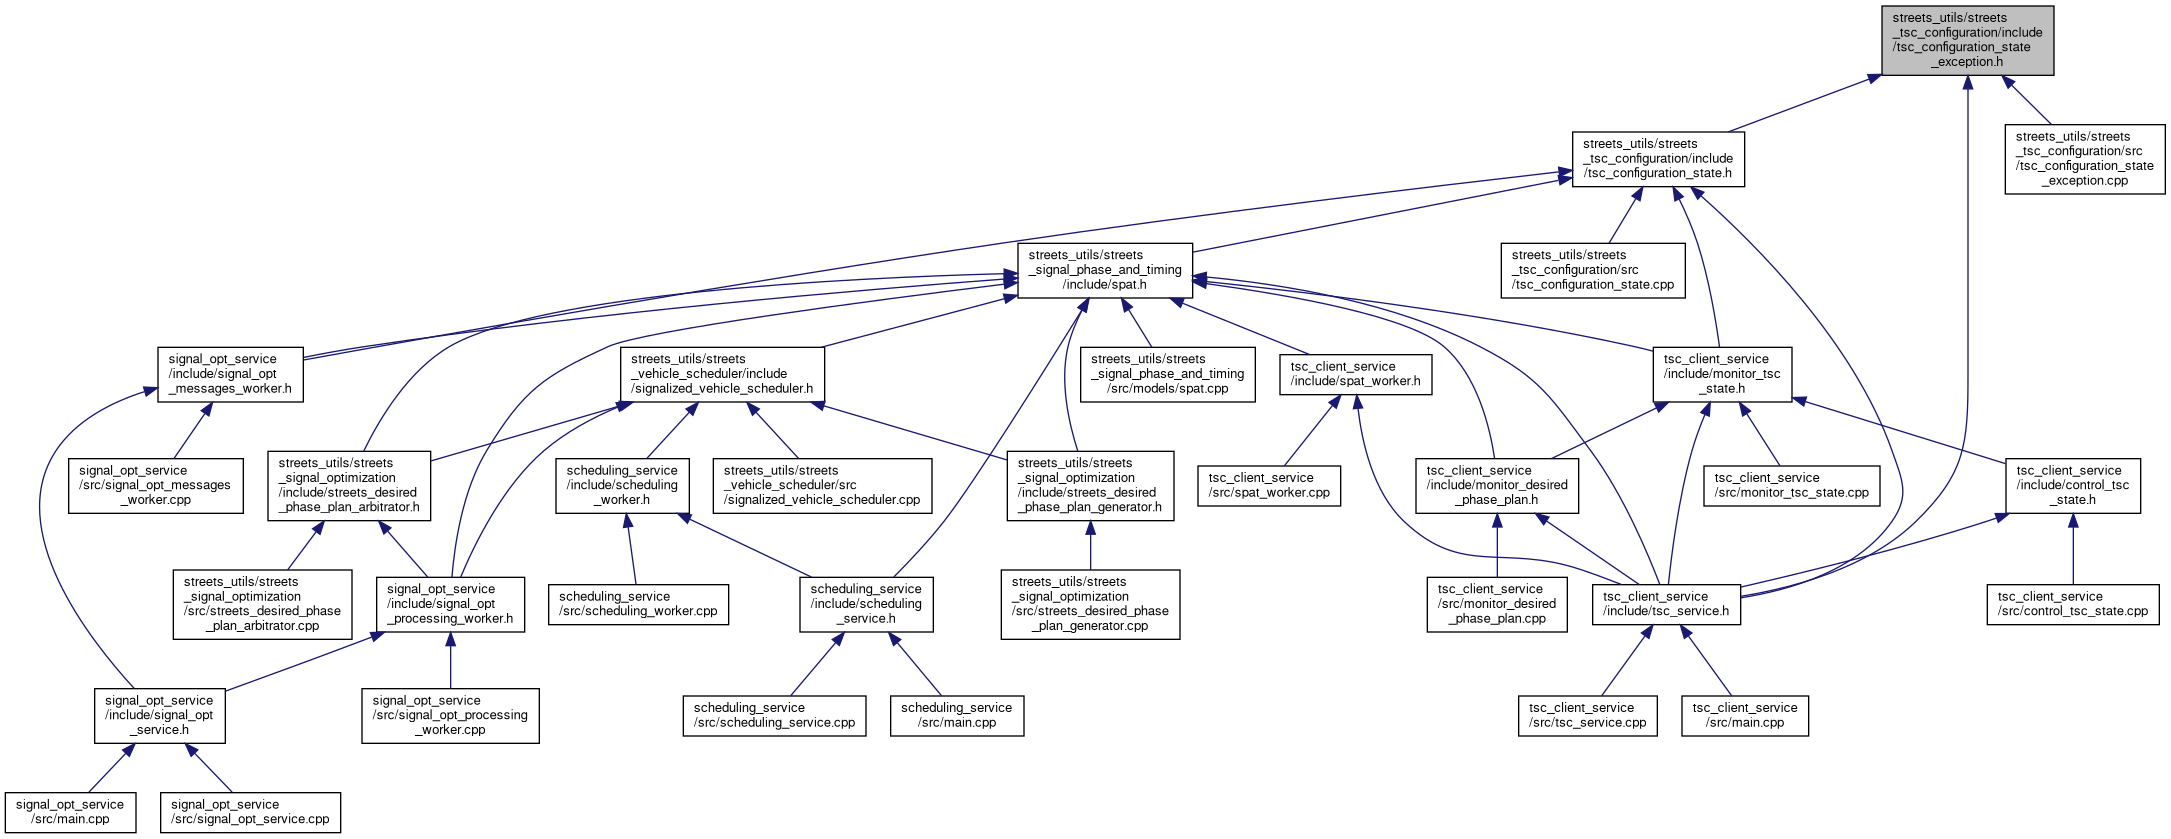 streets_utils/streets
_tsc_configuration/include
/tsc_configuration_state
_exception.h
streets_utils/streets
_tsc_configuration/include
/tsc_configuration_state.h
streets_utils/streets
_tsc_configuration/src
/tsc_configuration_state
_exception.cpp
streets_utils/streets
_signal_phase_and_timing
/include/spat.h
streets_utils/streets
_tsc_configuration/src
/tsc_configuration_state.cpp
signal_opt_service
/include/signal_opt
_messages_worker.h
streets_utils/streets
_vehicle_scheduler/include
/signalized_vehicle_scheduler.h
streets_utils/streets
_signal_phase_and_timing
/src/models/spat.cpp
tsc_client_service
/include/spat_worker.h
tsc_client_service
/include/monitor_tsc
_state.h
signal_opt_service
/src/signal_opt_messages
_worker.cpp
streets_utils/streets
_signal_optimization
/include/streets_desired
_phase_plan_arbitrator.h
scheduling_service
/include/scheduling
_worker.h
streets_utils/streets
_vehicle_scheduler/src
/signalized_vehicle_scheduler.cpp
streets_utils/streets
_signal_optimization
/include/streets_desired
_phase_plan_generator.h
tsc_client_service
/src/spat_worker.cpp
tsc_client_service
/include/monitor_desired
_phase_plan.h
tsc_client_service
/src/monitor_tsc_state.cpp
tsc_client_service
/include/control_tsc
_state.h
streets_utils/streets
_signal_optimization
/src/streets_desired_phase
_plan_arbitrator.cpp
signal_opt_service
/include/signal_opt
_processing_worker.h
scheduling_service
/src/scheduling_worker.cpp
scheduling_service
/include/scheduling
_service.h
streets_utils/streets
_signal_optimization
/src/streets_desired_phase
_plan_generator.cpp
tsc_client_service
/src/monitor_desired
_phase_plan.cpp
tsc_client_service
/include/tsc_service.h
tsc_client_service
/src/control_tsc_state.cpp
signal_opt_service
/include/signal_opt
_service.h
signal_opt_service
/src/signal_opt_processing
_worker.cpp
scheduling_service
/src/scheduling_service.cpp
scheduling_service
/src/main.cpp
tsc_client_service
/src/tsc_service.cpp
tsc_client_service
/src/main.cpp
signal_opt_service
/src/main.cpp
signal_opt_service
/src/signal_opt_service.cpp